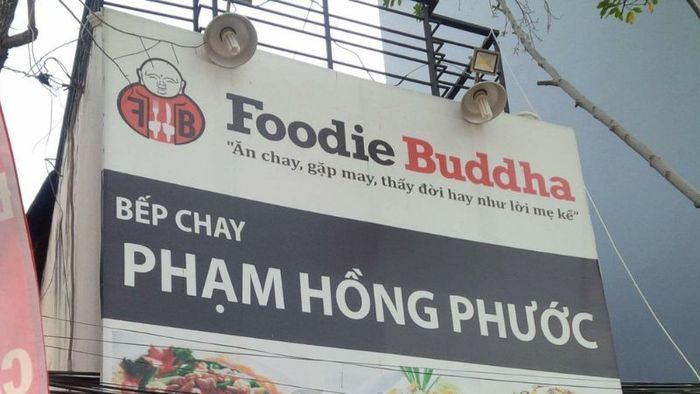 FB
Foodie Buddha
"Ăn chay, gặp may, thấy đời hay như lời mẹ kể"
BẾP CHAY
PHẠM HỒNG PHƯỚC